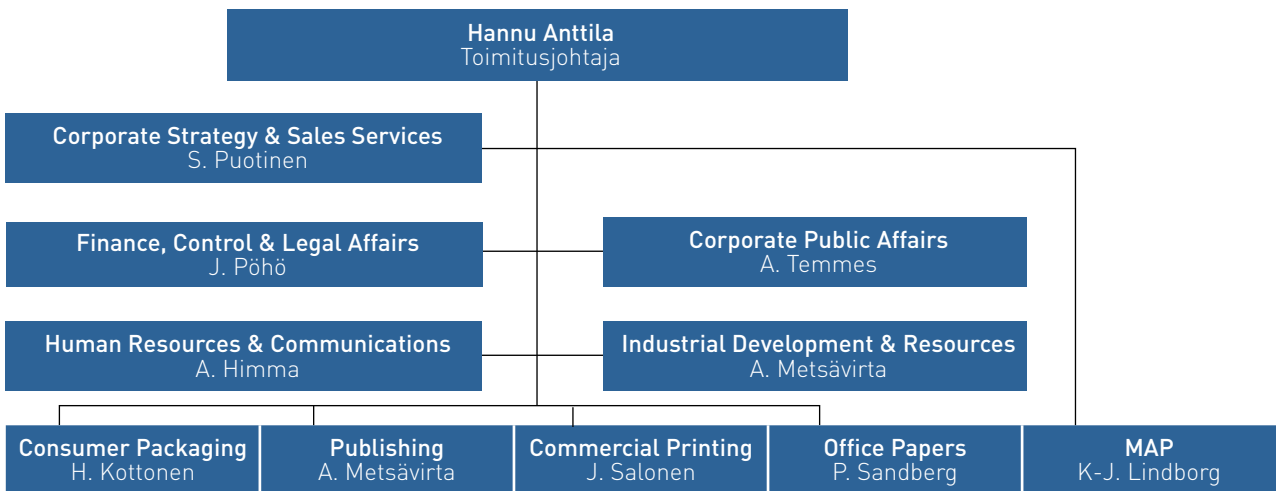 Hannu Anttila
Toimitusjohtaja
Corporate Strategy & Sales Services
S. Puotinen
Finance, Control & Legal Affairs
J. Pöhö
Corporate Public Affairs
A. Temmes
Human Resources & Communications
A. Himma
Industrial Development & Resources
A. Metsävirta
Consumer Packaging
H. Kottonen
Publishing
A. Metsävirta
Commercial Printing
J. Salonen
Office Papers
P. Sandberg
MAP
K-J. Lindborg